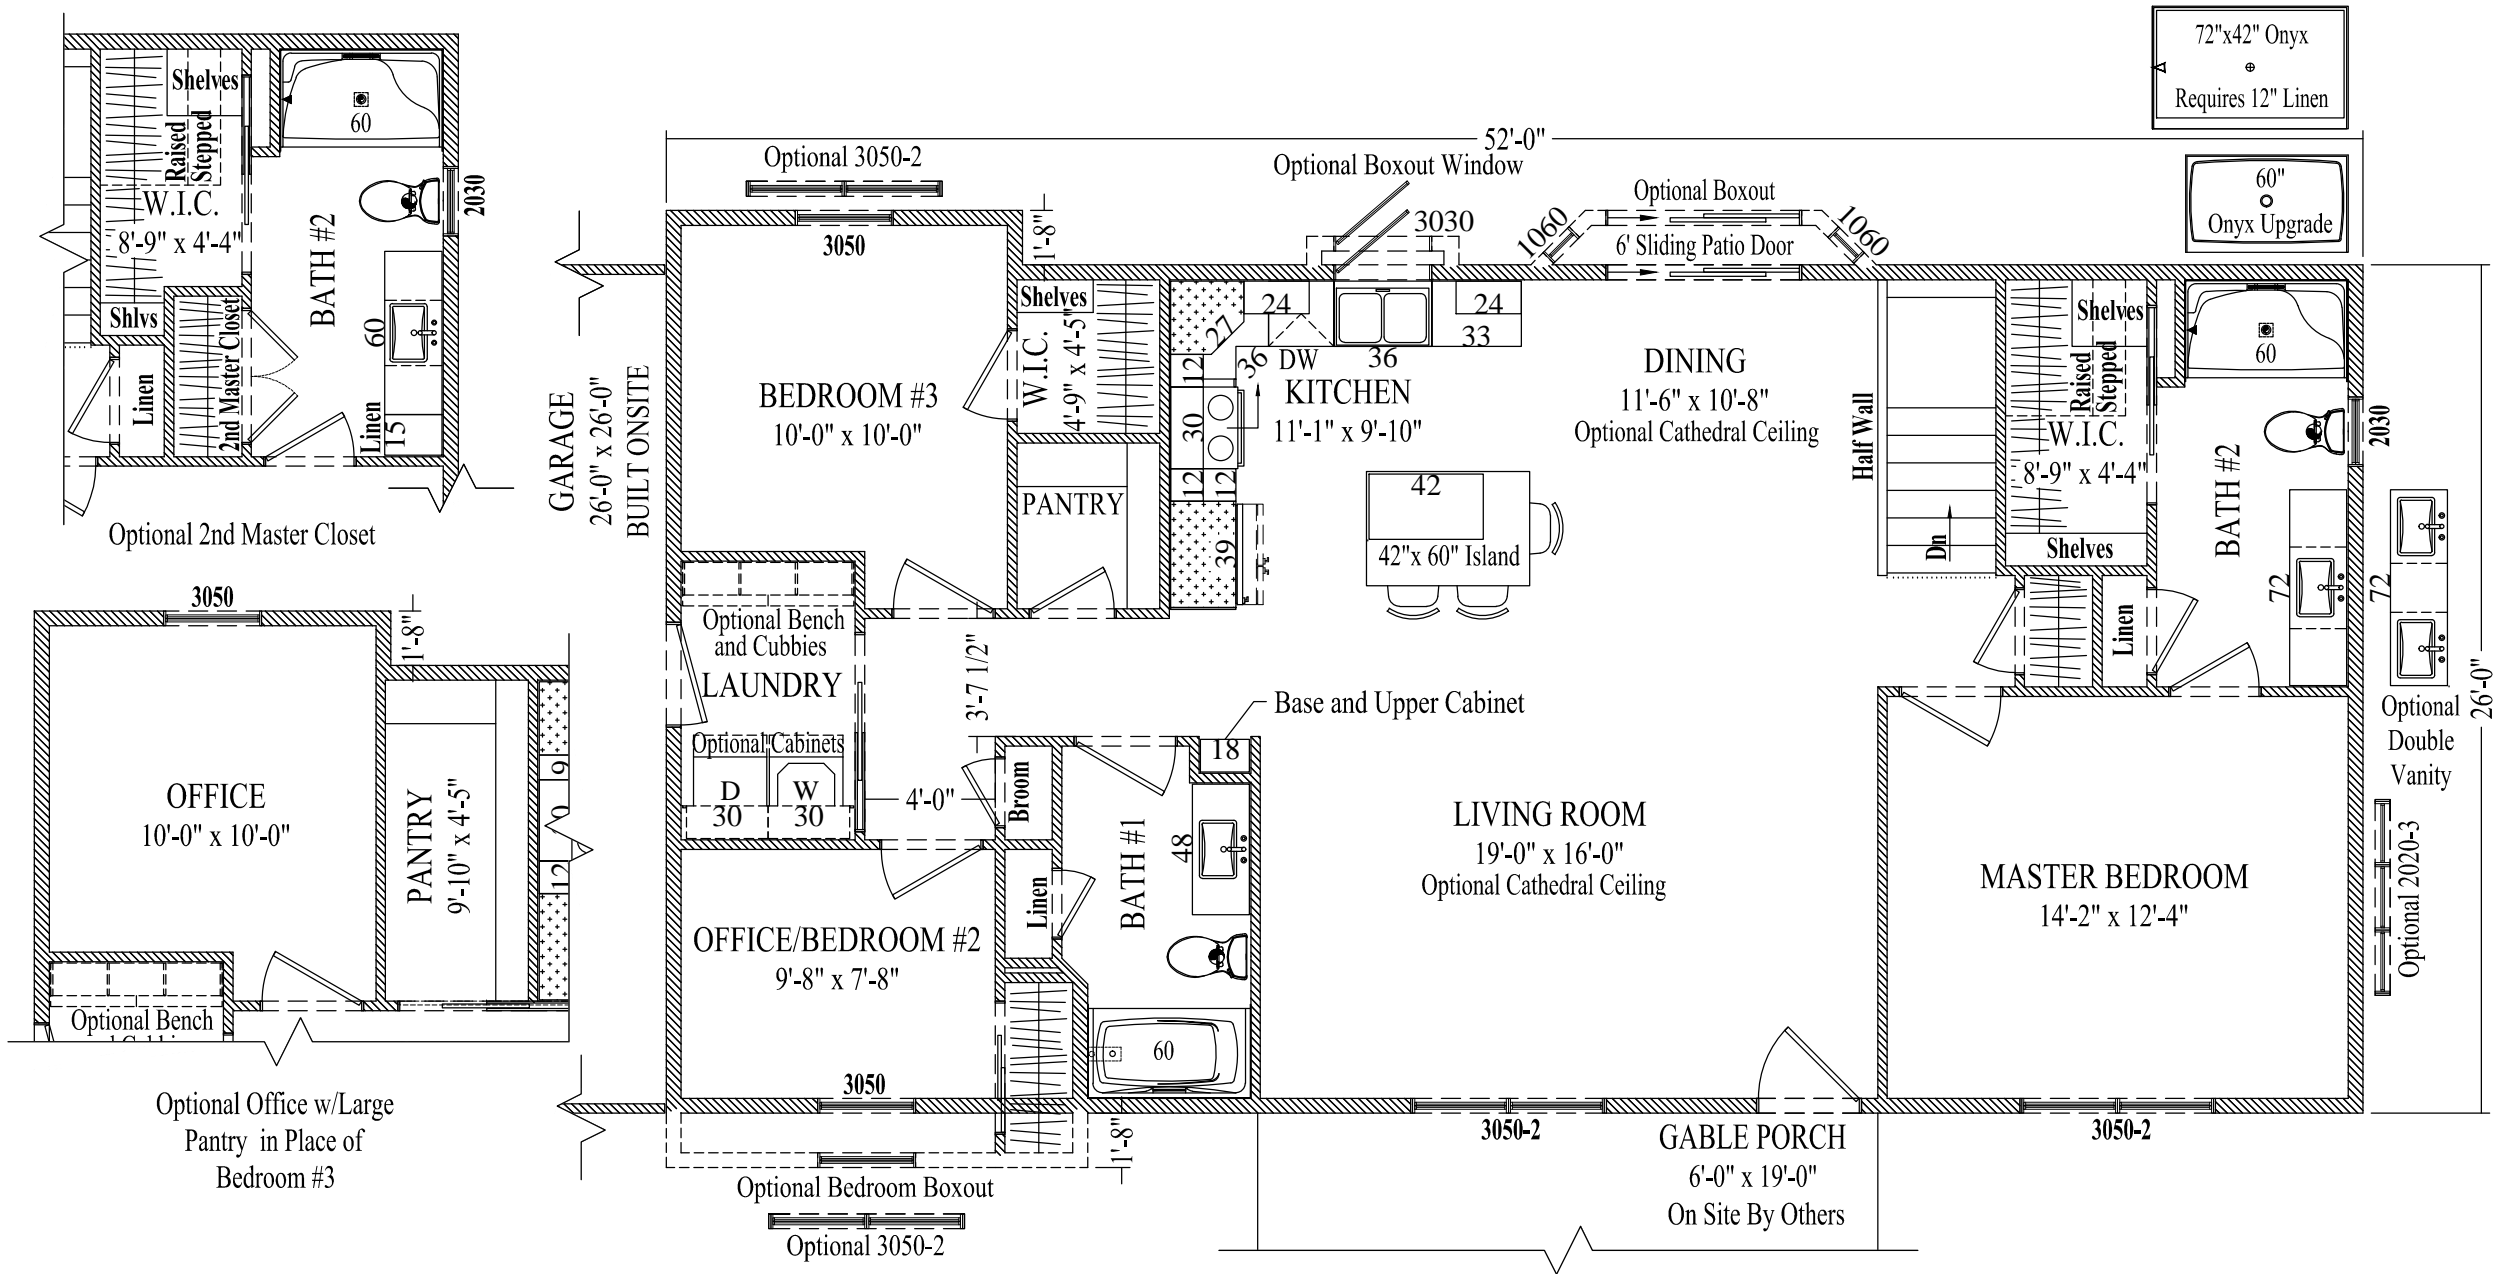 Shelves
Raised
Stepped
W.I.C.
8'-9" x 4'-4"
Shlvs
Linen
2nd Master Closet
60
BATH #2
2030
60
Linen
15
Optional 2nd Master Closet
3050
1'-8"
OFFICE
10'-0" x 10'-0"
PANTRY
9'-10" x 4'-5"
9
12
Optional Bench
Optional Office w/Large
Pantry in Place of
Bedroom #3
72"x42" Onyx
Requires 12" Linen
60"
Onyx Upgrade
52'-0"
Optional 3050-2
3050
1'-8"
Optional Boxout Window
3030
Optional Boxout
1060
1060
6' Sliding Patio Door
GARAGE
26'-0" x 26'-0"
BUILT ONSITE
BEDROOM #3
10'-0" x 10'-0"
Shelves
W.I.C.
4'-9" x 4'-5"
PANTRY
24
27
36
DW
36
24
33
12
30
12
12
39
KITCHEN
11'-1" x 9'-10"
DINING
11'-6" x 10'-8"
Optional Cathedral Ceiling
42
42"x 60" Island
Half Wall
Dn
Shelves
Raised
Stepped
W.I.C.
8'-9" x 4'-4"
Shelves
Linen
60
BATH #2
2030
72
72
Optional
Double
Vanity
26'-0"
Optional Bench
and Cubbies
LAUNDRY
Optional Cabinets
D
30
W
30
3'-7 1/2"
4'-0"
Broom
Base and Upper Cabinet
18
BATH #1
48
Linen
60
OFFICE/BEDROOM #2
9'-8" x 7'-8"
3050
1'-8"
Optional Bedroom Boxout
Optional 3050-2
LIVING ROOM
19'-0" x 16'-0"
Optional Cathedral Ceiling
3050-2
GABLE PORCH
6'-0" x 19'-0"
On Site By Others
MASTER BEDROOM
14'-2" x 12'-4"
3050-2
Optional 2020-3